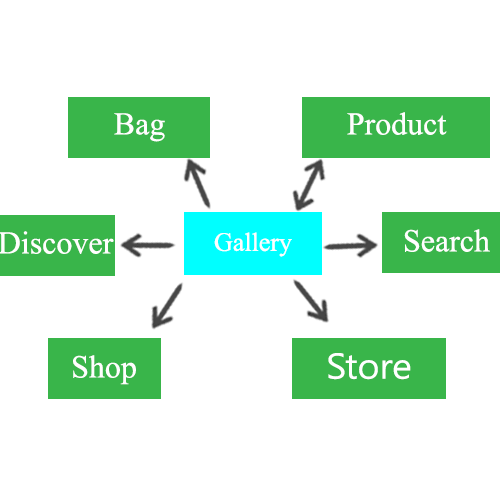 Bag
Product
Discover
Gallery
Search
Shop
Store